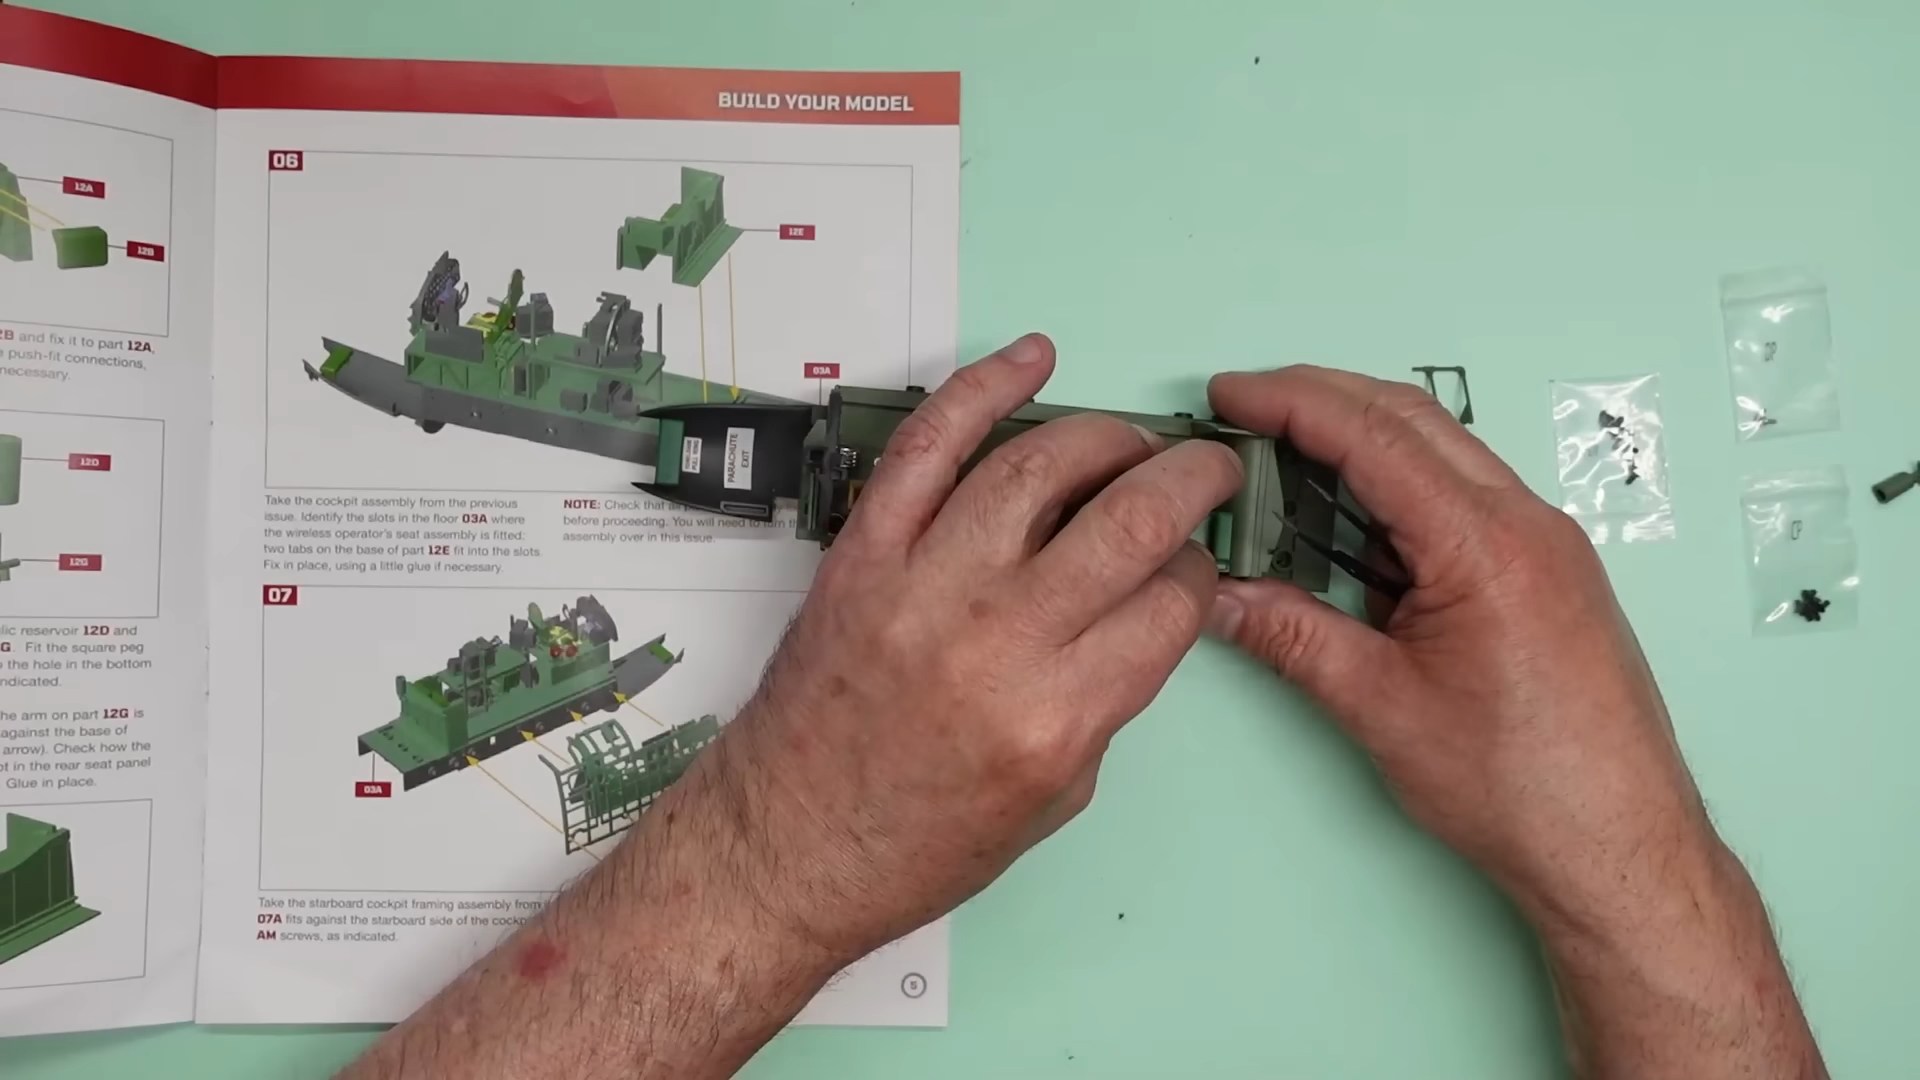 12A
12B
2B and fix it to part 12A,
push-fit connections,
necessary.
12D
12G
lic reservoir 12D and
G. Fit the square peg
the hole in the bottom
ndicated.
he arm on part 12G is
against the base of
arrow). Check how the
ot in the rear seat panel
Glue in place.
BUILD YOUR MODEL
06
12E
03A
Take the cockpit assembly from the previous
issue. Identify the slots in the floor 03A where
the wireless operator's seat assembly is fitted:
two tabs on the base of part 12E fit into the slots.
Fix in place, using a little glue if necessary.
NOTE: Check that all
before proceeding. You will need to turn th
assembly over in this issue.
PARACHUTE
EXIT
07
03A
Take the starboard cockpit framing assembly from
07A fits against the starboard side of the cockp
AM screws, as indicated.
5
CP